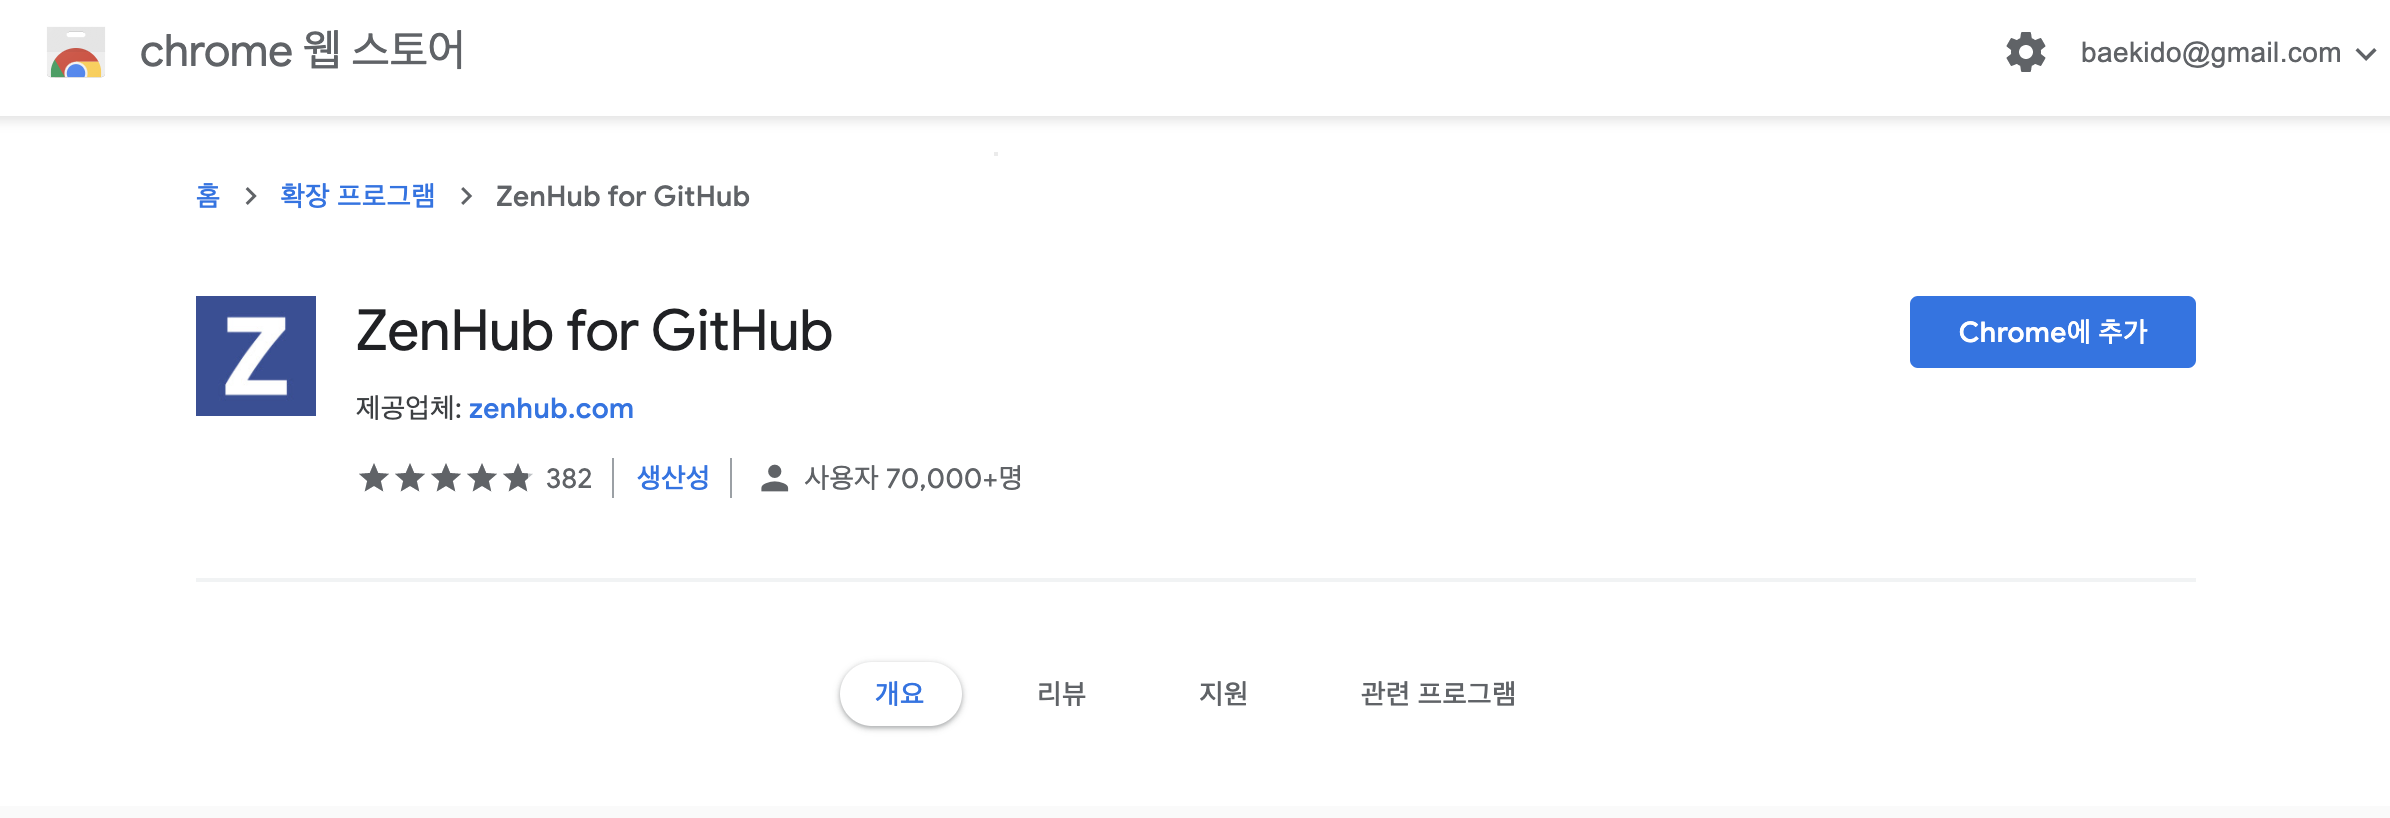 chrome 웹 스토어
baekido@gmail.com
홈 > 확장 프로그램 > ZenHub for GitHub
Z
ZenHub for GitHub
Chrome에 추가
제공업체: zenhub.com
★★★★★ 382 | 생산성 | 사용자 70,000+명
개요 리뷰 지원 관련 프로그램